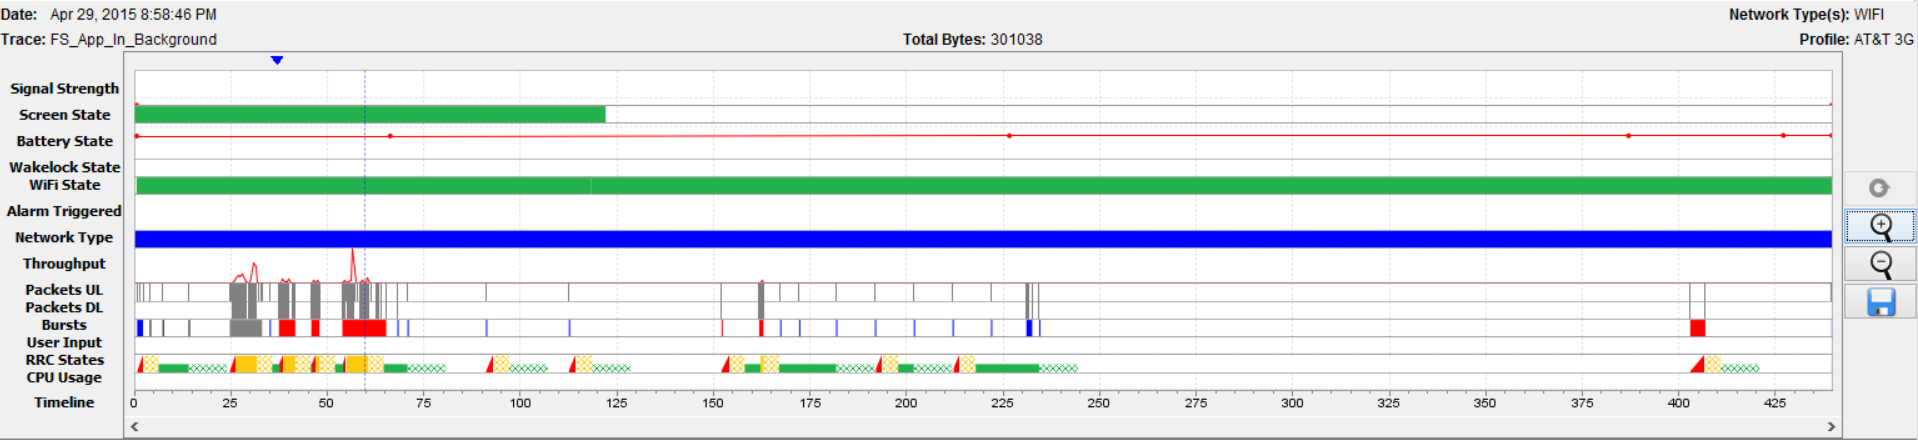 Date: Apr 29, 2015 8:58:46 PM Network Type(s): WIFI
Trace: FS_App_In_Background Total Bytes: 301038 Profile: AT&T 3G
Signal Strength
Screen State
Battery State
Wakelock State
WiFi State
Alarm Triggered
Network Type
Throughput
Packets UL
Packets DL
Bursts
User Input
RRC States
CPU Usage
Timeline 0 25 50 75 100 125 150 175 200 225 250 275 300 325 350 375 400 425